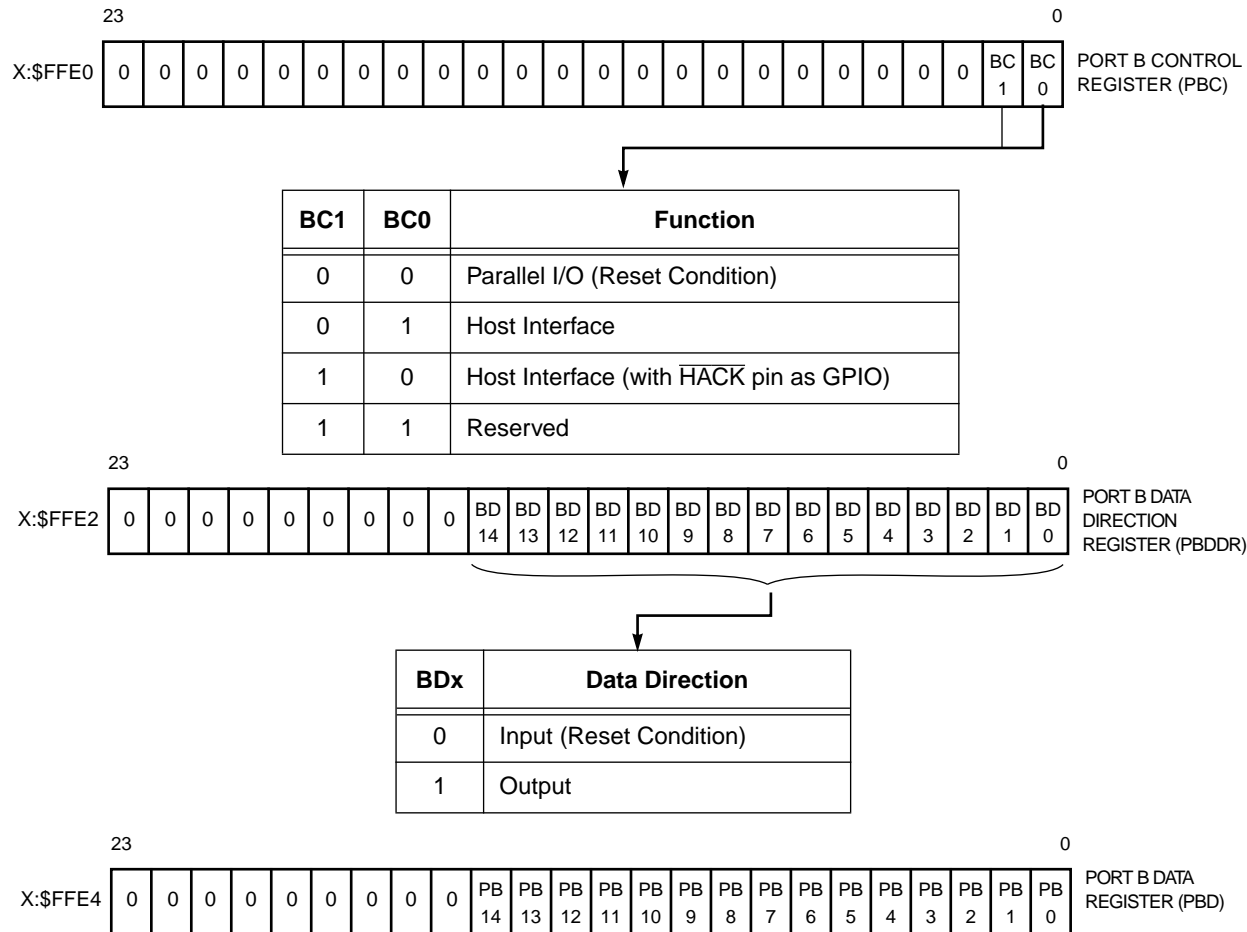 23 0
X:$FFE0 0 0 0 0 0 0 0 0 0 0 0 0 0 0 0 0 0 0 0 0 0 0 BC 1 BC 0 PORT B CONTROL REGISTER (PBC)
BC1 BC0 Function
0 0 Parallel I/O (Reset Condition)
0 1 Host Interface
1 0 Host Interface (with HACK pin as GPIO)
1 1 Reserved
23 0
X:$FFE2 0 0 0 0 0 0 0 0 0 BD 14 BD 13 BD 12 BD 11 BD 10 BD 9 BD 8 BD 7 BD 6 BD 5 BD 4 BD 3 BD 2 BD 1 BD 0 PORT B DATA DIRECTION REGISTER (PBDDR)
BDx Data Direction
0 Input (Reset Condition)
1 Output
23 0
X:$FFE4 0 0 0 0 0 0 0 0 0 PB 14 PB 13 PB 12 PB 11 PB 10 PB 9 PB 8 PB 7 PB 6 PB 5 PB 4 PB 3 PB 2 PB 1 PB 0 PORT B DATA REGISTER (PBD)